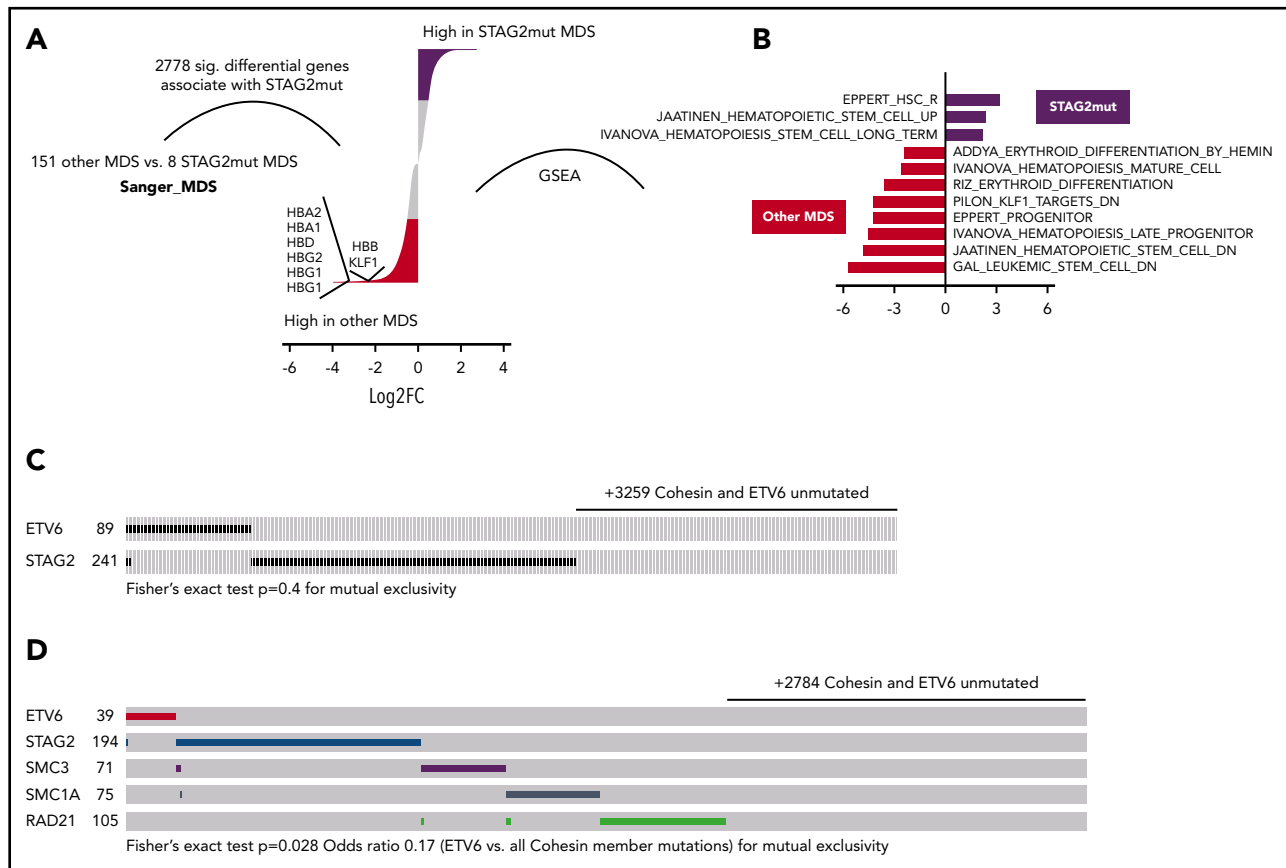 A
High in STAG2mut MDS
2778 sig. differential genes
associate with STAG2mut
151 other MDS vs. 8 STAG2mut MDS
Sanger_MDS
GSEA
HBA2
HBA1
HBD
HBG2
HBG1
HBG1
HBB
KLF1
High in other MDS
-6 -4 -2 0 2 4
Log2FC
B
EPPERT_HSC_R
JAATINEN_HEMATOPOIETIC_STEM_CELL_UP
IVANOVA_HEMATOPOIESIS_STEM_CELL_LONG_TERM
STAG2mut
ADDYA_ERYTHROID_DIFFERENTIATION_BY_HEMIN
IVANOVA_HEMATOPOIESIS_MATURE_CELL
RIZ_ERYTHROID_DIFFERENTIATION
PILON_KLF1_TARGETS_DN
EPPERT_PROGENITOR
IVANOVA_HEMATOPOIESIS_LATE_PROGENITOR
JAATINEN_HEMATOPOIETIC_STEM_CELL_DN
GAL_LEUKEMIC_STEM_CELL_DN
Other MDS
-6 -3 0 3 6
C
+3259 Cohesin and ETV6 unmutated
ETV6 89
STAG2 241
Fisher's exact test p=0.4 for mutual exclusivity
D
+2784 Cohesin and ETV6 unmutated
ETV6 39
STAG2 194
SMC3 71
SMC1A 75
RAD21 105
Fisher's exact test p=0.028 Odds ratio 0.17 (ETV6 vs. all Cohesin member mutations) for mutual exclusivity